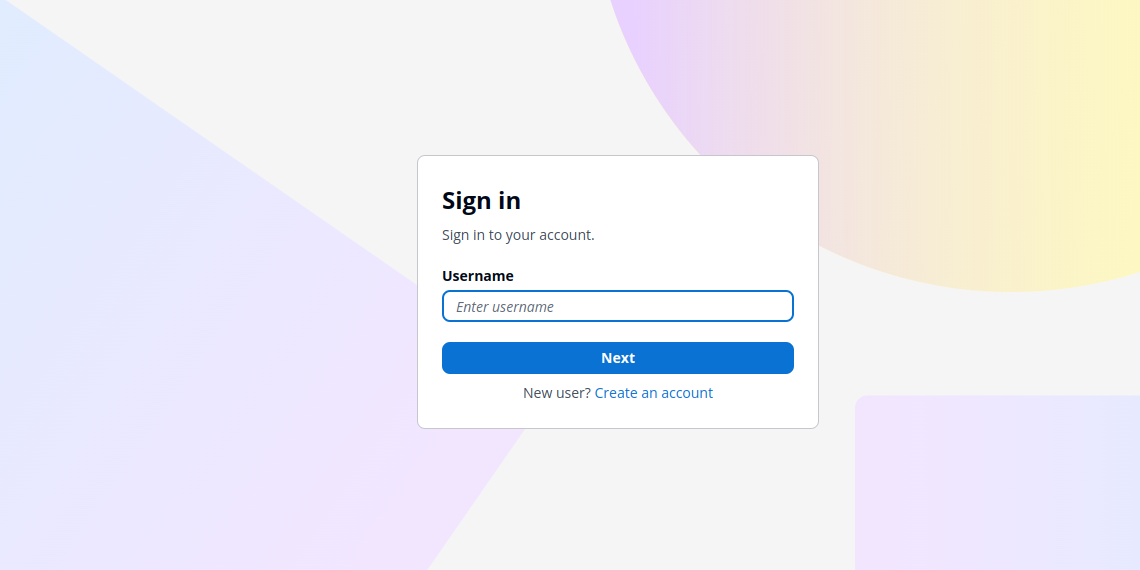 Sign in
Sign in to your account.
Username
Enter username
Next
New user? Create an account